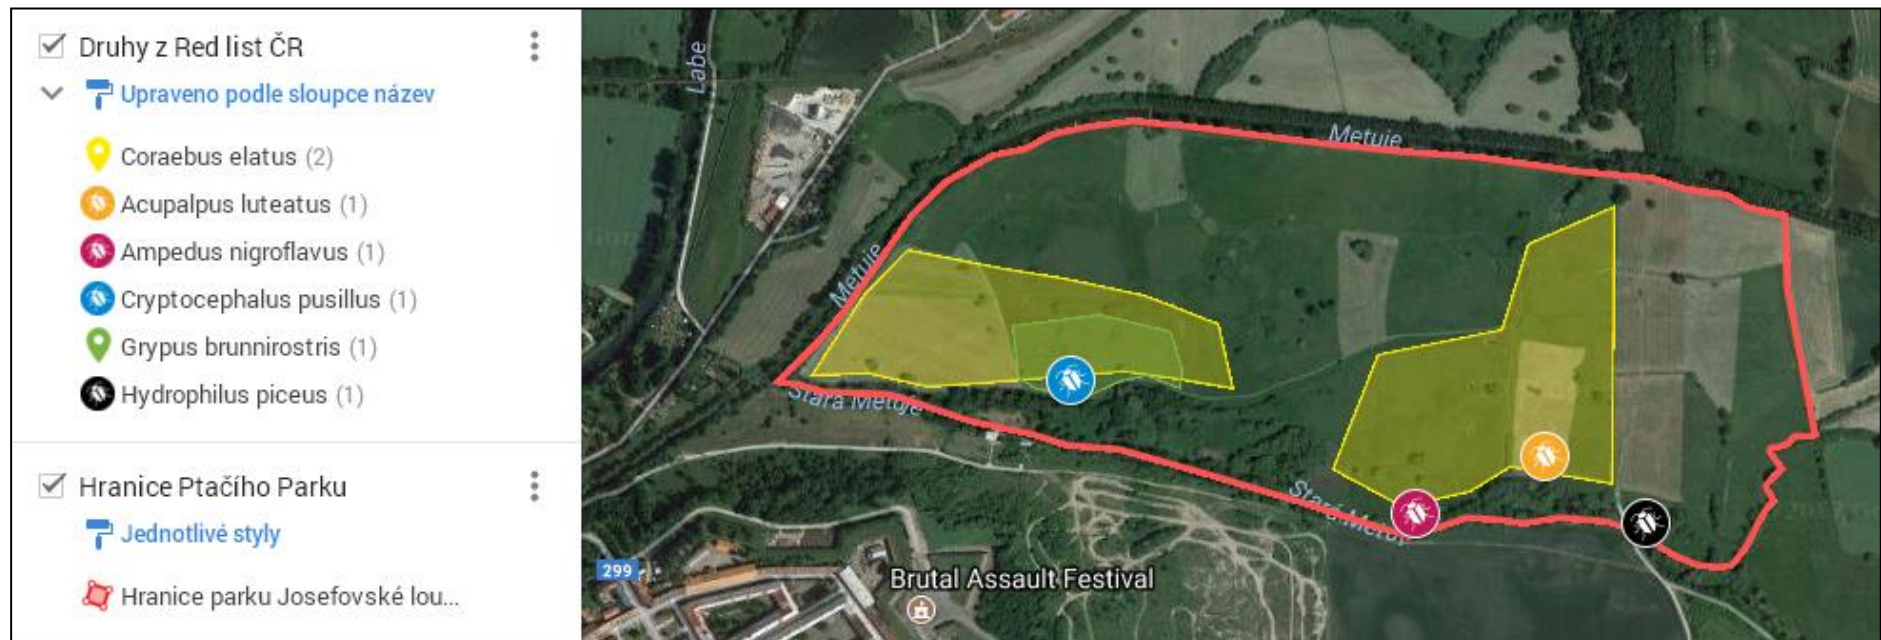 Druhy z Red list ČR
Upraveno podle sloupce název
Coraebus elatus (2)
Acupalpus luteatus (1)
Ampedus nigroflavus (1)
Cryptocephalus pusillus (1)
Grypus brunnirostris (1)
Hydrophilus piceus (1)
Hranice Ptačího Parku
Jednotlivé styly
Hranice parku Josefovské lou...
Labe
Metuje
Metuje
Stará Metuje
Stará Metuj
299
Brutal Assault Festival